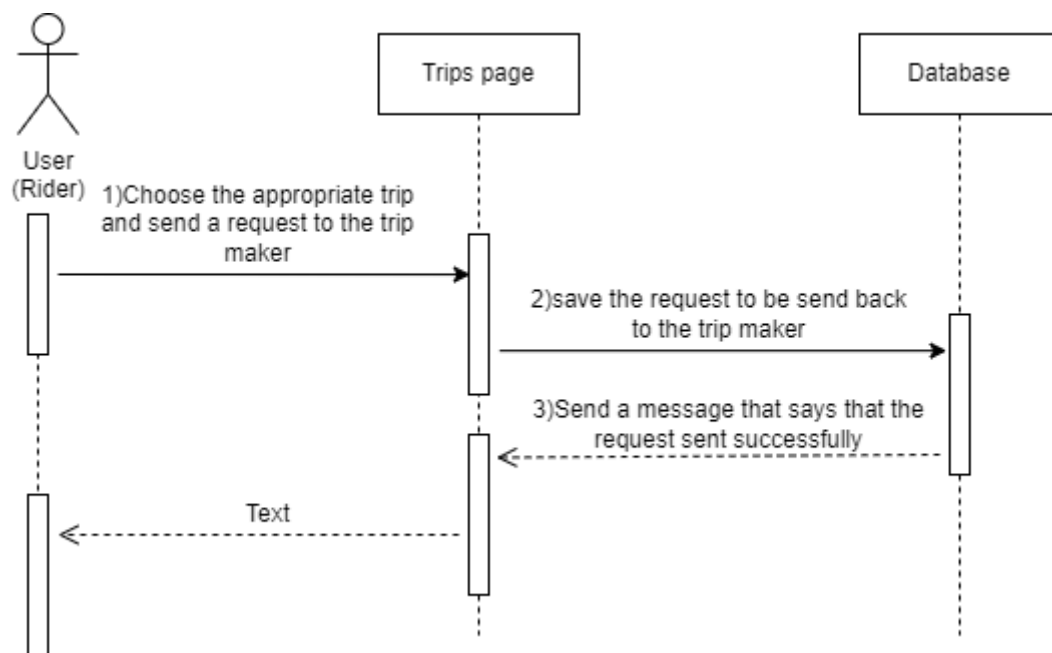 Trips page
Database
User
(Rider)
1)Choose the appropriate trip
and send a request to the trip
maker
2)save the request to be send back
to the trip maker
3)Send a message that says that the
request sent successfully
Text